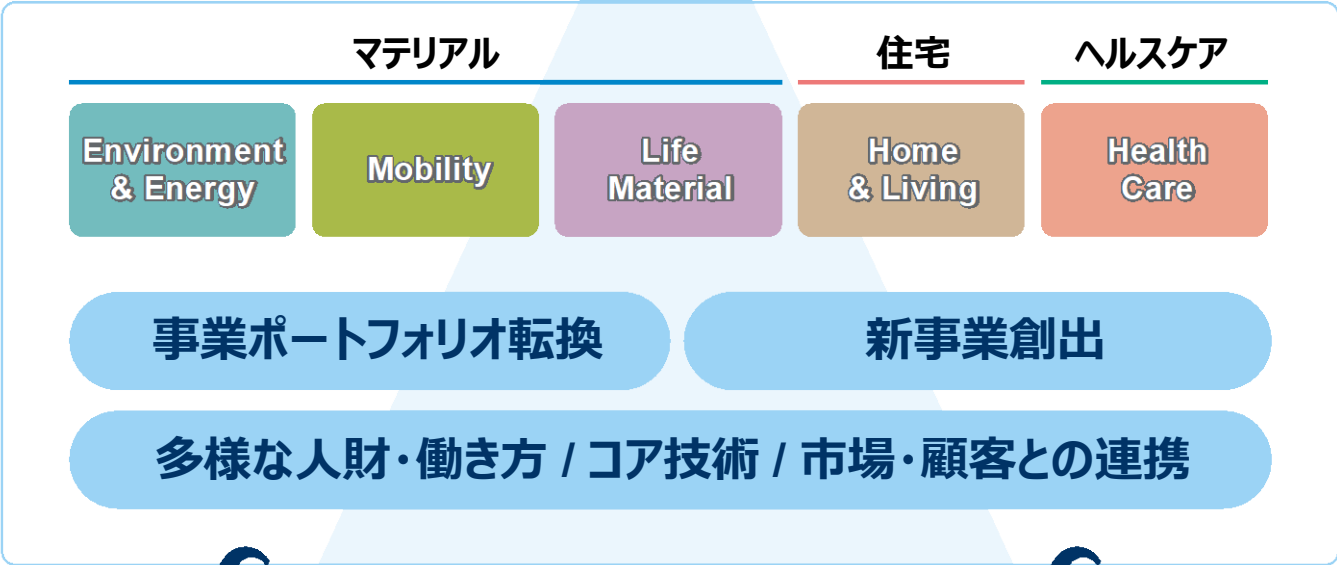 マテリアル
住宅
ヘルスケア
Environment
& Energy
Mobility
Life
Material
Home
& Living
Health
Care
事業ポートフォリオ転換
新事業創出
多様な人財・働き方 / コア技術 / 市場・顧客との連携